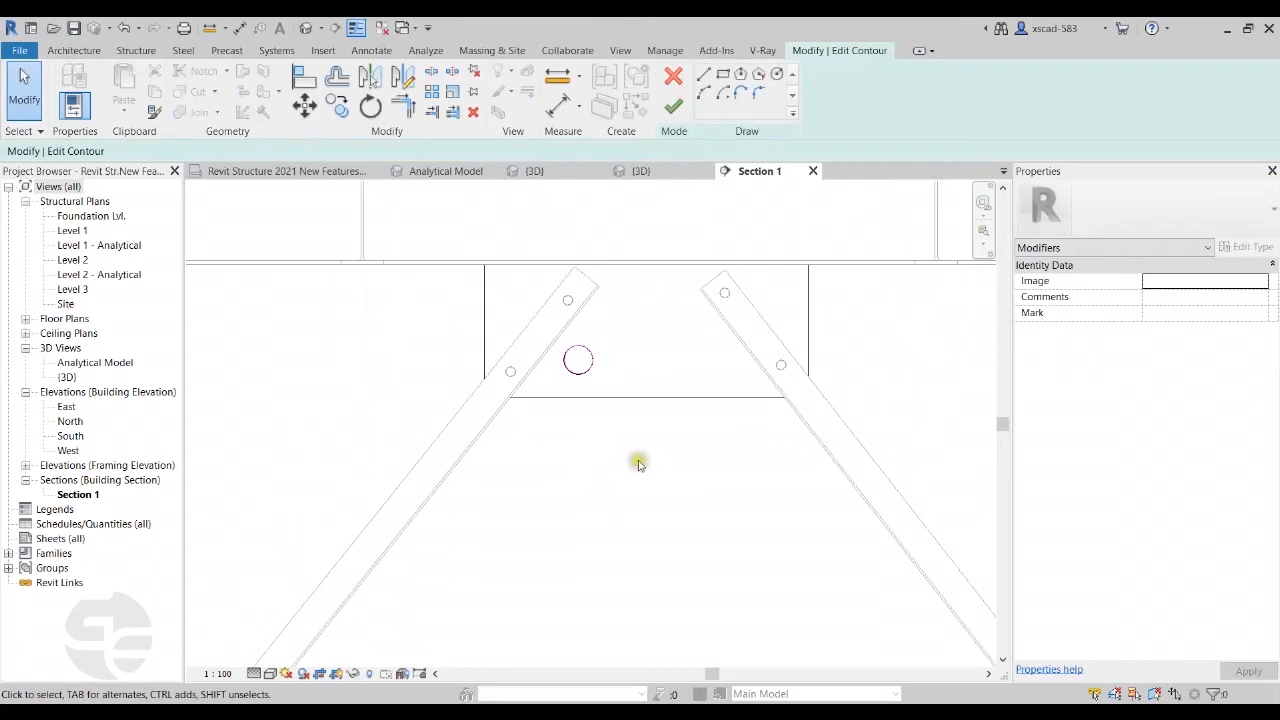 xscad-583
File Architecture Structure Steel Precast Systems Insert Annotate Analyze Massing & Site Collaborate View Manage Add-Ins V-Ray Modify | Edit Contour
Modify
Paste
Notch
Cut
Join
Select Properties Clipboard Geometry Modify View Measure Create Mode Draw
Modify | Edit Contour
Project Browser - Revit Str.New Fea...
Revit Structure 2021 New Features...
Analytical Model
{3D}
{3D}
Section 1
Properties
Views (all)
Structural Plans
Foundation Lvl.
Level 1
Level 1 - Analytical
Level 2
Level 2 - Analytical
Level 3
Site
Floor Plans
Ceiling Plans
3D Views
Analytical Model
{3D}
Elevations (Building Elevation)
East
North
South
West
Elevations (Framing Elevation)
Sections (Building Section)
Section 1
Legends
Schedules/Quantities (all)
Sheets (all)
Families
Groups
Revit Links
Modifiers
Edit Type
Identity Data
Image
Comments
Mark
Properties help
Apply
1 : 100
Click to select, TAB for alternates, CTRL adds, SHIFT unselects.
:0
Main Model
:0